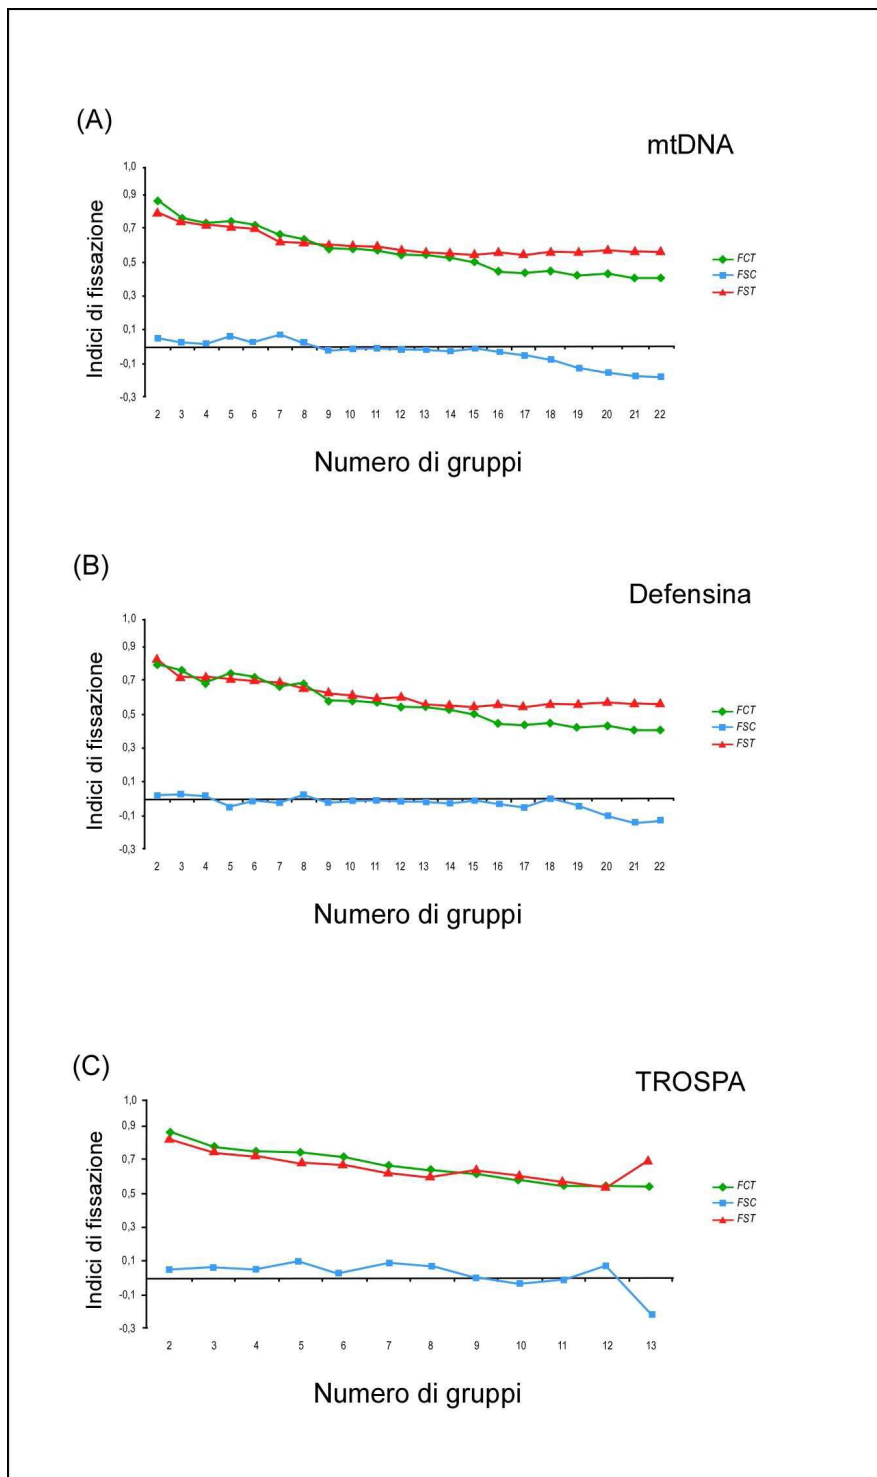 (A)
mtDNA
Indici di fissazione
1,0
0,9
0,7
0,5
0,3
0,1
-0,1
-0,3
2 3 4 5 6 7 8 9 10 11 12 13 14 15 16 17 18 19 20 21 22
Numero di gruppi
FCT
FSC
FST
(B)
Defensina
Indici di fissazione
1,0
0,9
0,7
0,5
0,3
0,1
-0,1
-0,3
2 3 4 5 6 7 8 9 10 11 12 13 14 15 16 17 18 19 20 21 22
Numero di gruppi
FCT
FSC
FST
(C)
TROSPA
Indici di fissazione
1,0
0,9
0,7
0,5
0,3
0,1
-0,1
-0,3
2 3 4 5 6 7 8 9 10 11 12 13
Numero di gruppi
FCT
FSC
FST